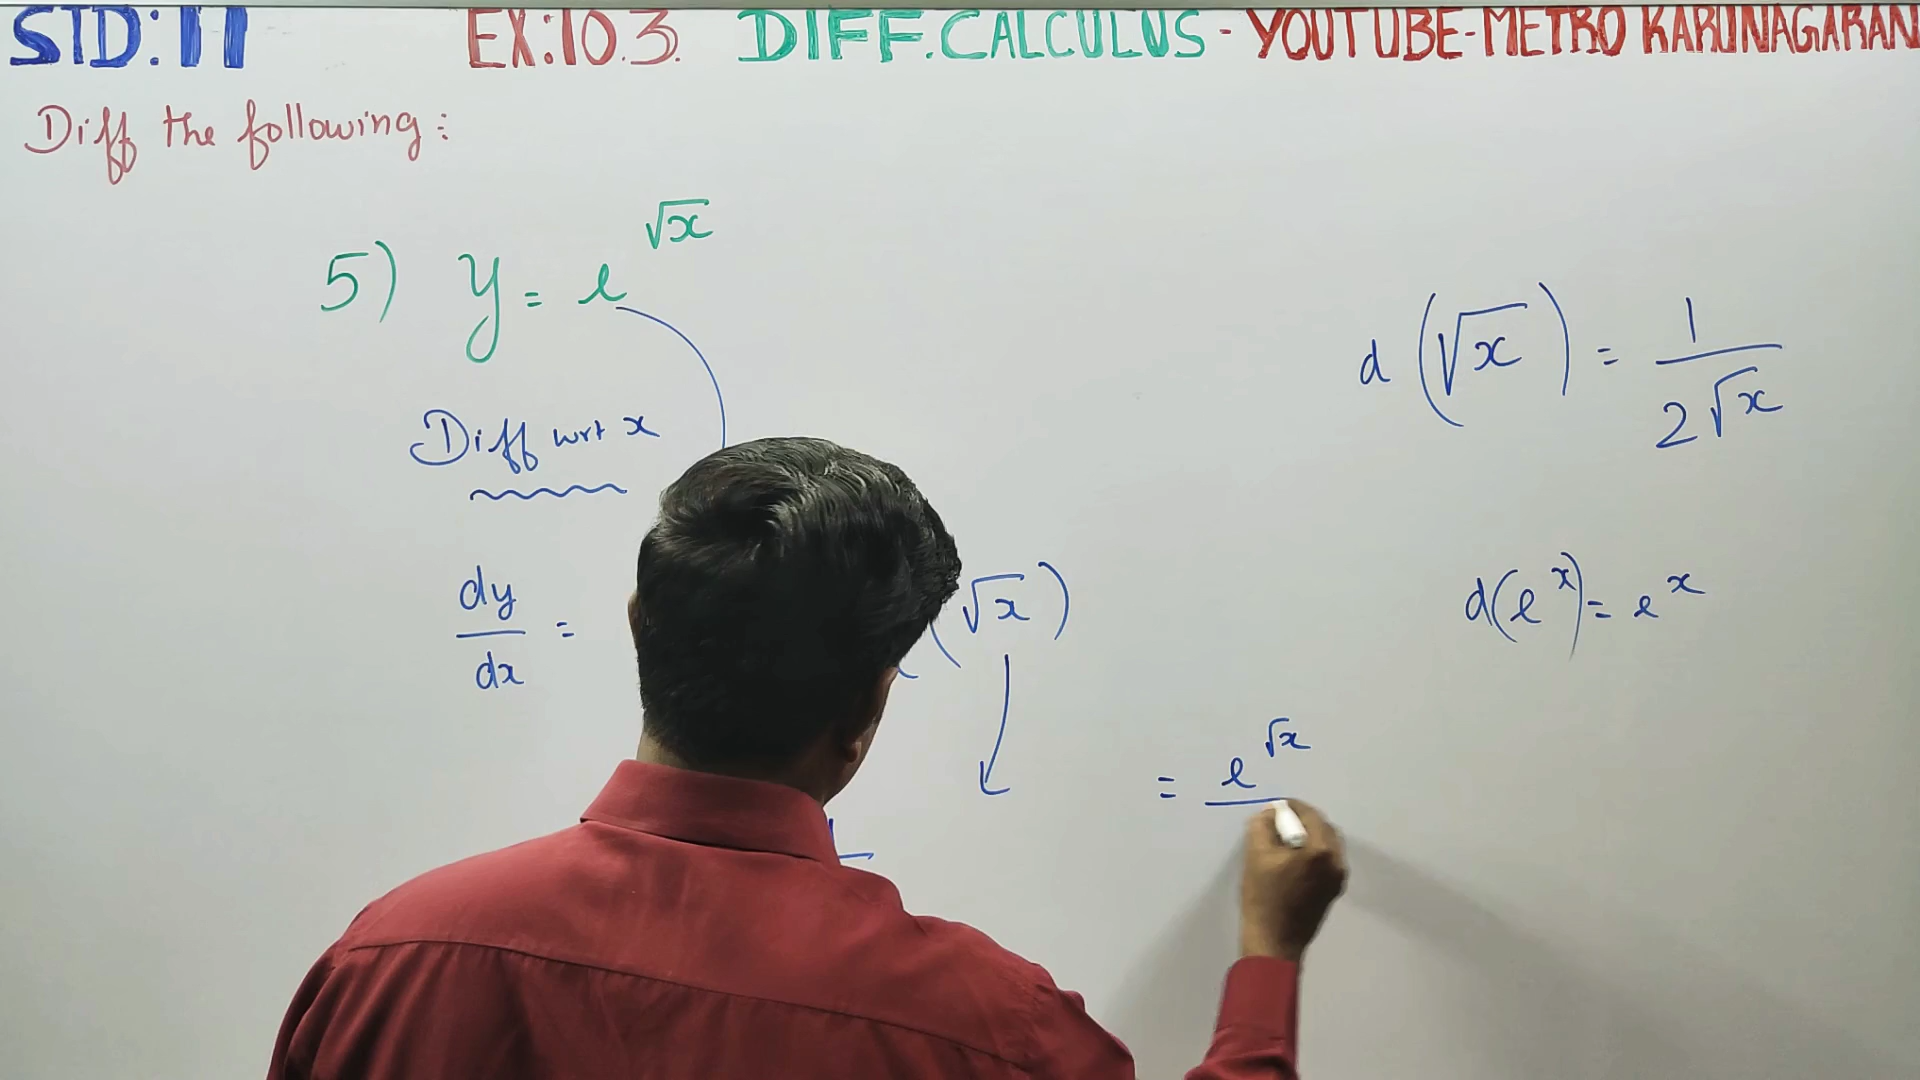 STD: 11 EX:10.3. DIFF.CALCULUS - YOUTUBE-METRO KARUNAGARAN
Diff the following:
5) y = e^√x
Diff wrt x
d(√x) = 1/2√x
dy/dx = (√x)
d(e^x) = e^x
= e^√x
1